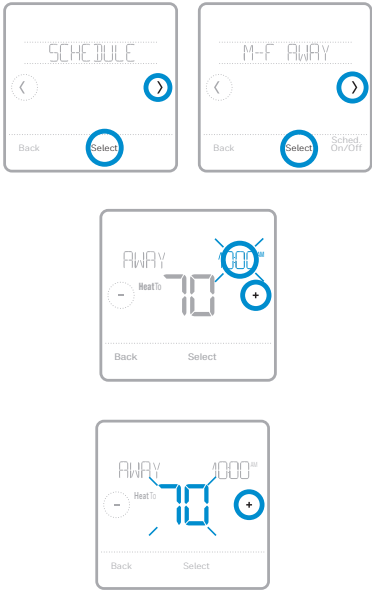 SCHEDULE
Back Select
M-F AWAY
Back Select Sched. On/Off
AWAY 10:00 AM
Heat To 70
- +
Back Select
AWAY 10:00 AM
Heat To 70
- +
Back Select